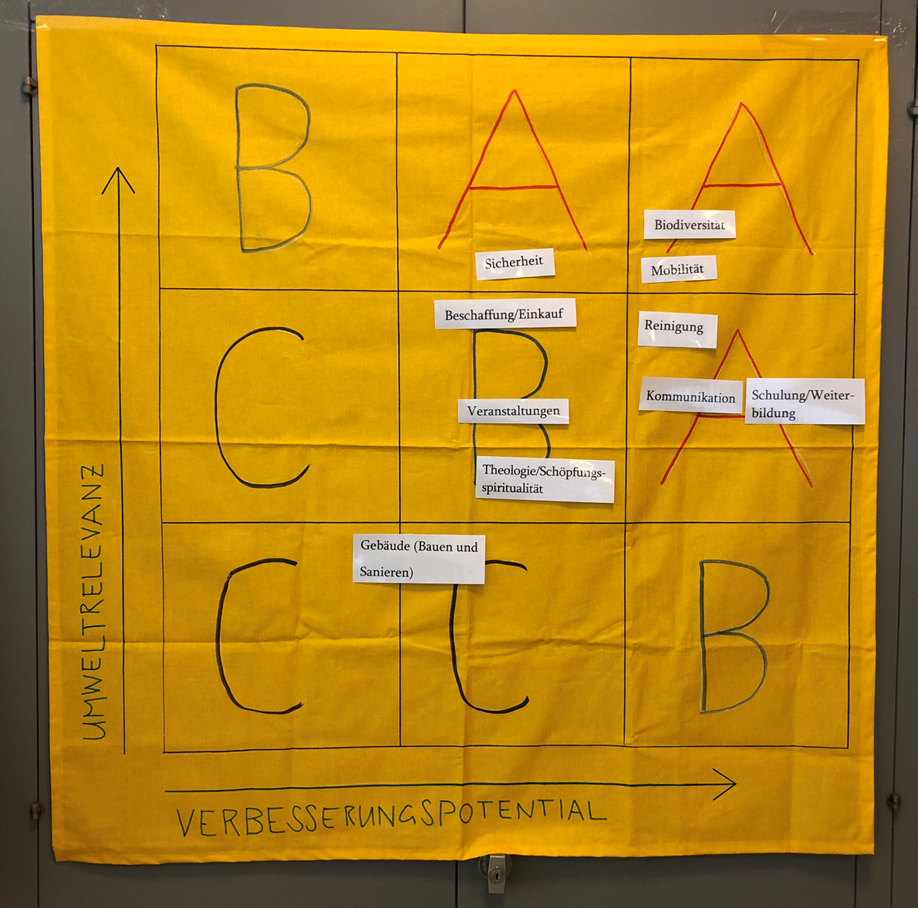 B
A
A
Biodiversität
Sicherheit
Mobilität
Beschaffung/Einkauf
Reinigung
C
B
A
Kommunikation
Schulung/Weiter-
bildung
Veranstaltungen
Theologie/Schöpfungs-
spiritualität
Gebäude (Bauen und
Sanieren)
C
C
B
UMWELTRELEVANZ
VERBESSERUNGSPOTENTIAL